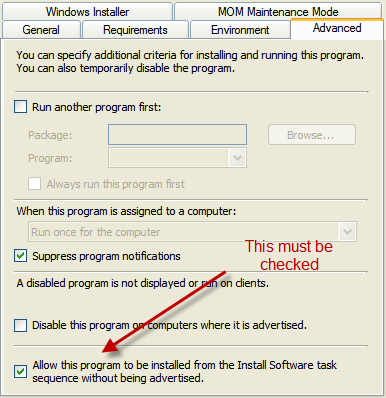 Windows Installer
MOM Maintenance Mode
General
Requirements
Environment
Advanced
You can specify additional criteria for installing and running this program.
You can also temporarily disable the program.
Run another program first:
Package:
Browse...
Program:
Always run this program first
When this program is assigned to a computer:
Run once for the computer
Suppress program notifications
This must be
checked
A disabled program is not displayed or run on clients.
Disable this program on computers where it is advertised.
Allow this program to be installed from the Install Software task
sequence without being advertised.